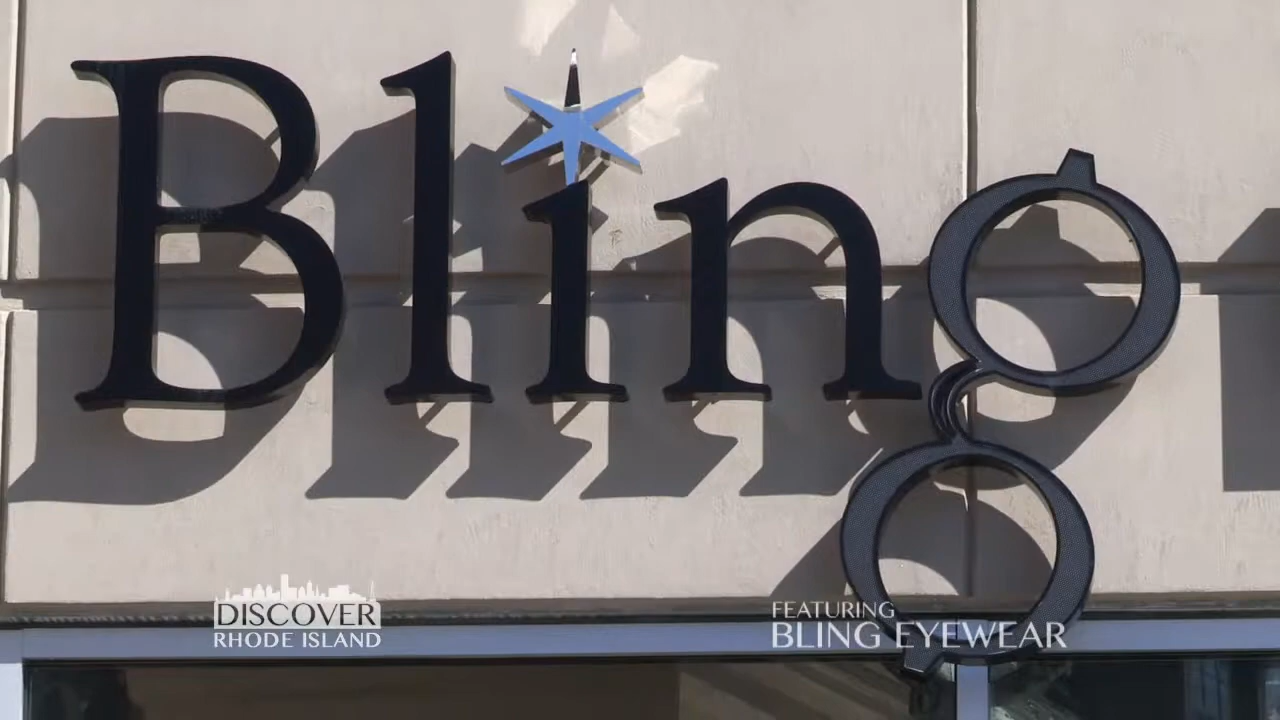 Bling
DISCOVER
RHODE ISLAND
FEATURING
BLING EYEWEAR